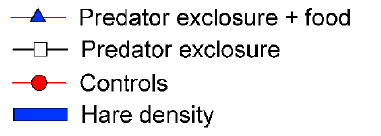 Predator exclosure + food
Predator exclosure
Controls
Hare density